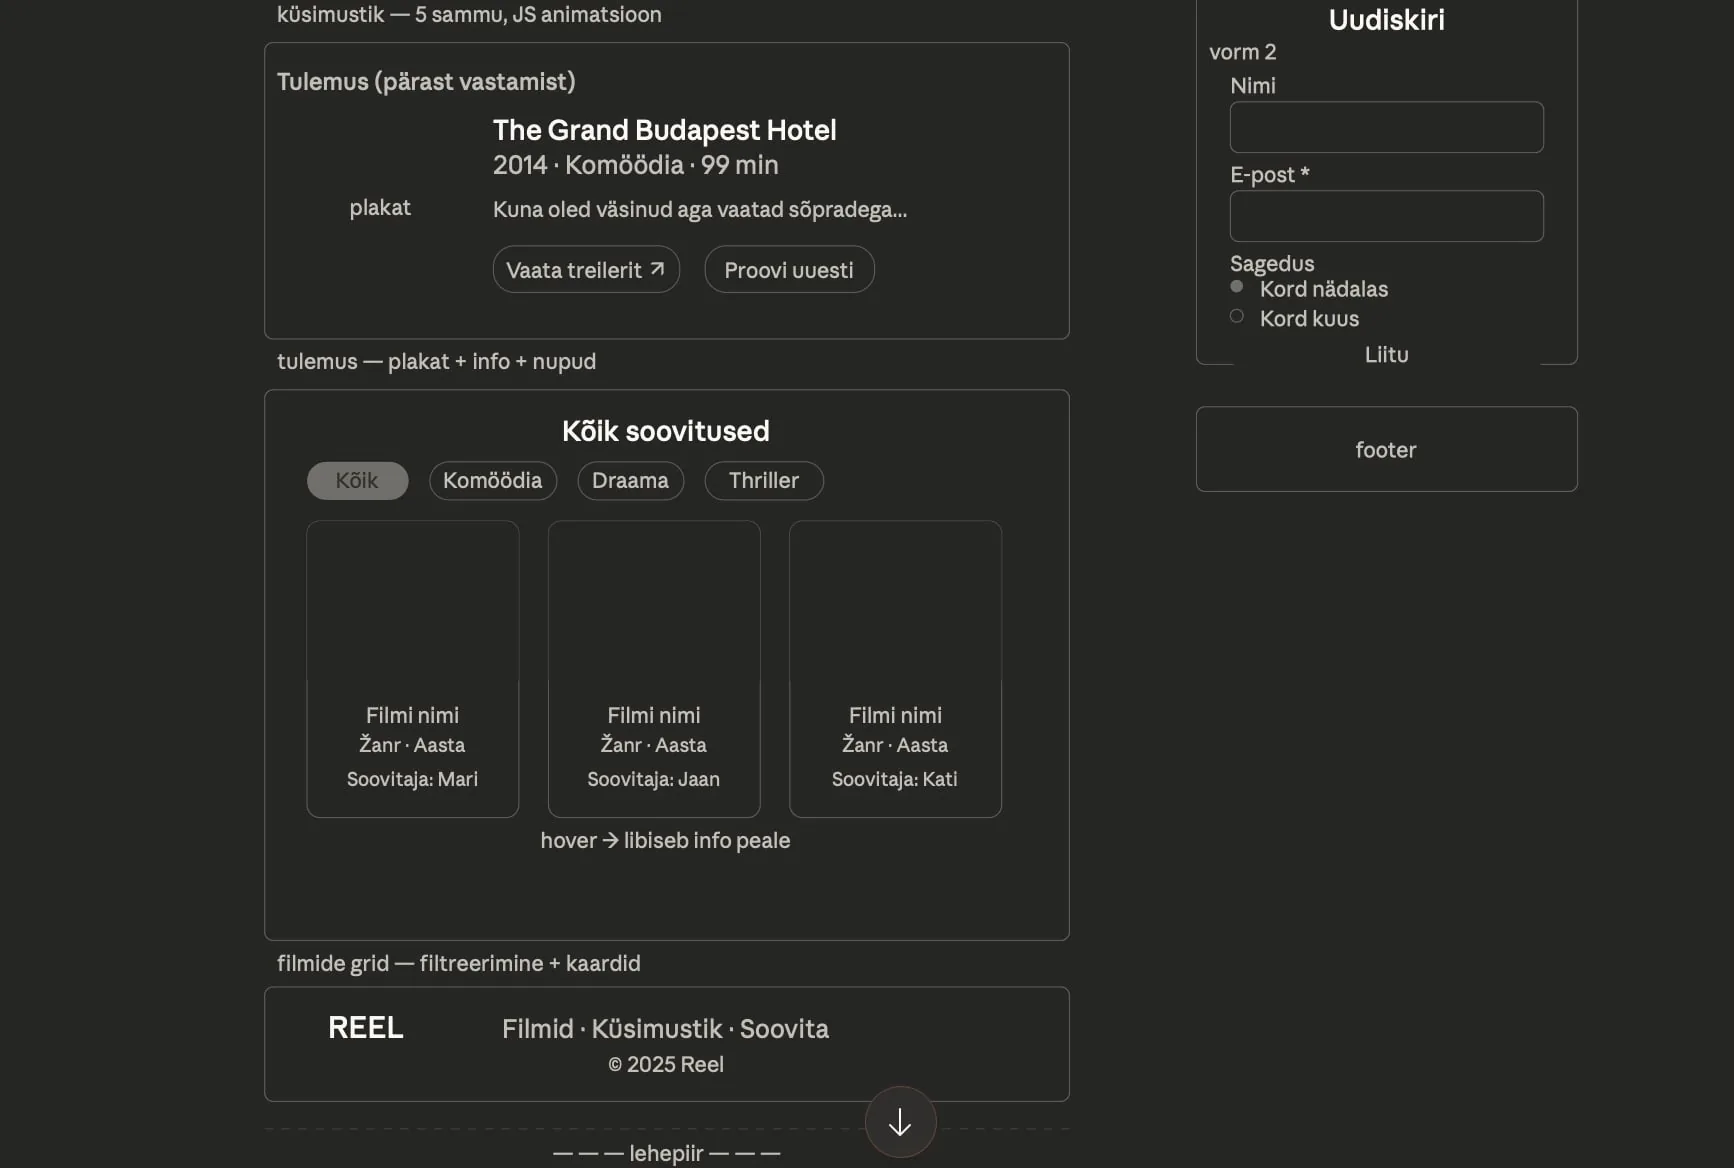 küsimustik — 5 sammu, JS animatsioon
Tulemus (pärast vastamist)
The Grand Budapest Hotel
2014 · Komöödia · 99 min
plakat
Kuna oled väsinud aga vaatad sõpradega...
Vaata treilerit ↗
Proovi uuesti
tulemus — plakat + info + nupud
Kõik soovitused
Kõik
Komöödia
Draama
Thriller
Filmi nimi
Žanr · Aasta
Soovitaja: Mari
Filmi nimi
Žanr · Aasta
Soovitaja: Jaan
Filmi nimi
Žanr · Aasta
Soovitaja: Kati
hover → libiseb info peale
filmide grid — filtreerimine + kaardid
REEL
Filmid · Küsimustik · Soovita
© 2025 Reel
— — — lehepiir — — —
Uudiskiri
vorm 2
Nimi
E-post *
Sagedus
Kord nädalas
Kord kuus
Liitu
footer